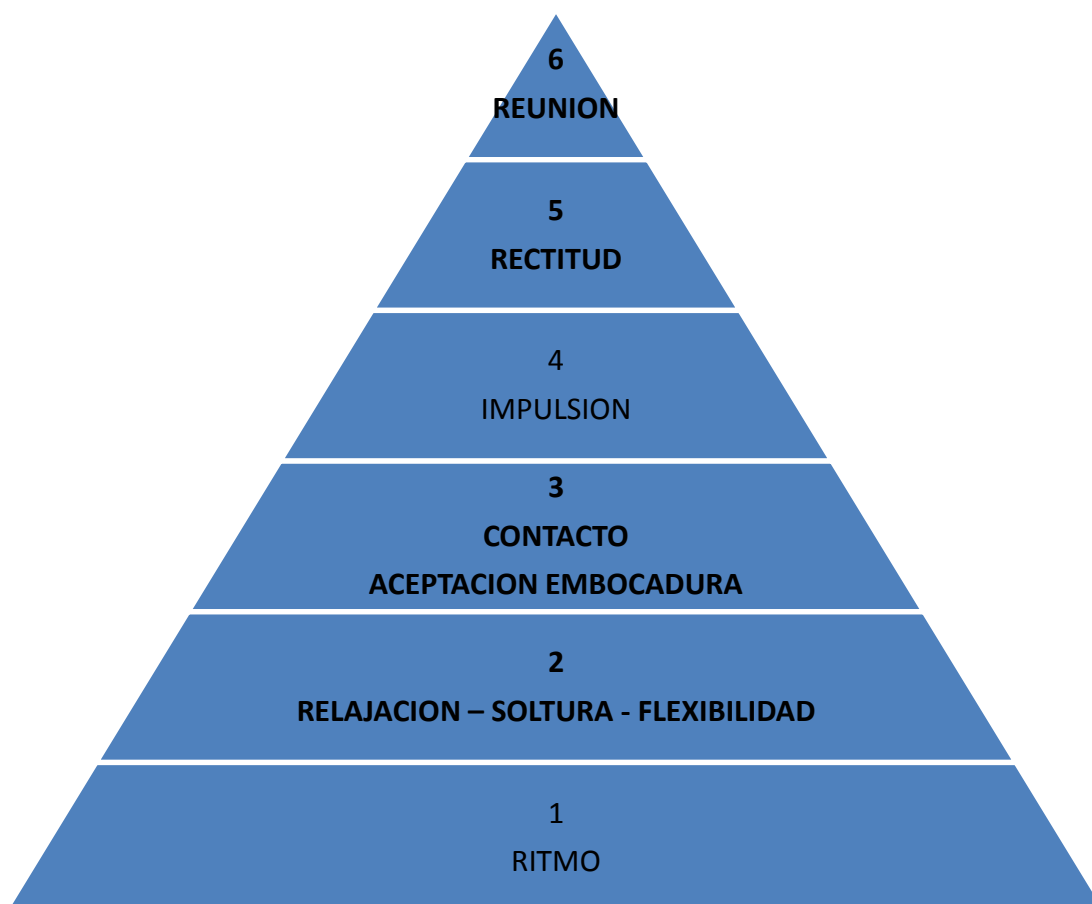 6
REUNION
5
RECTITUD
4
IMPULSION
3
CONTACTO
ACEPTACION EMBOCADURA
2
RELAJACION – SOLTURA - FLEXIBILIDAD
1
RITMO